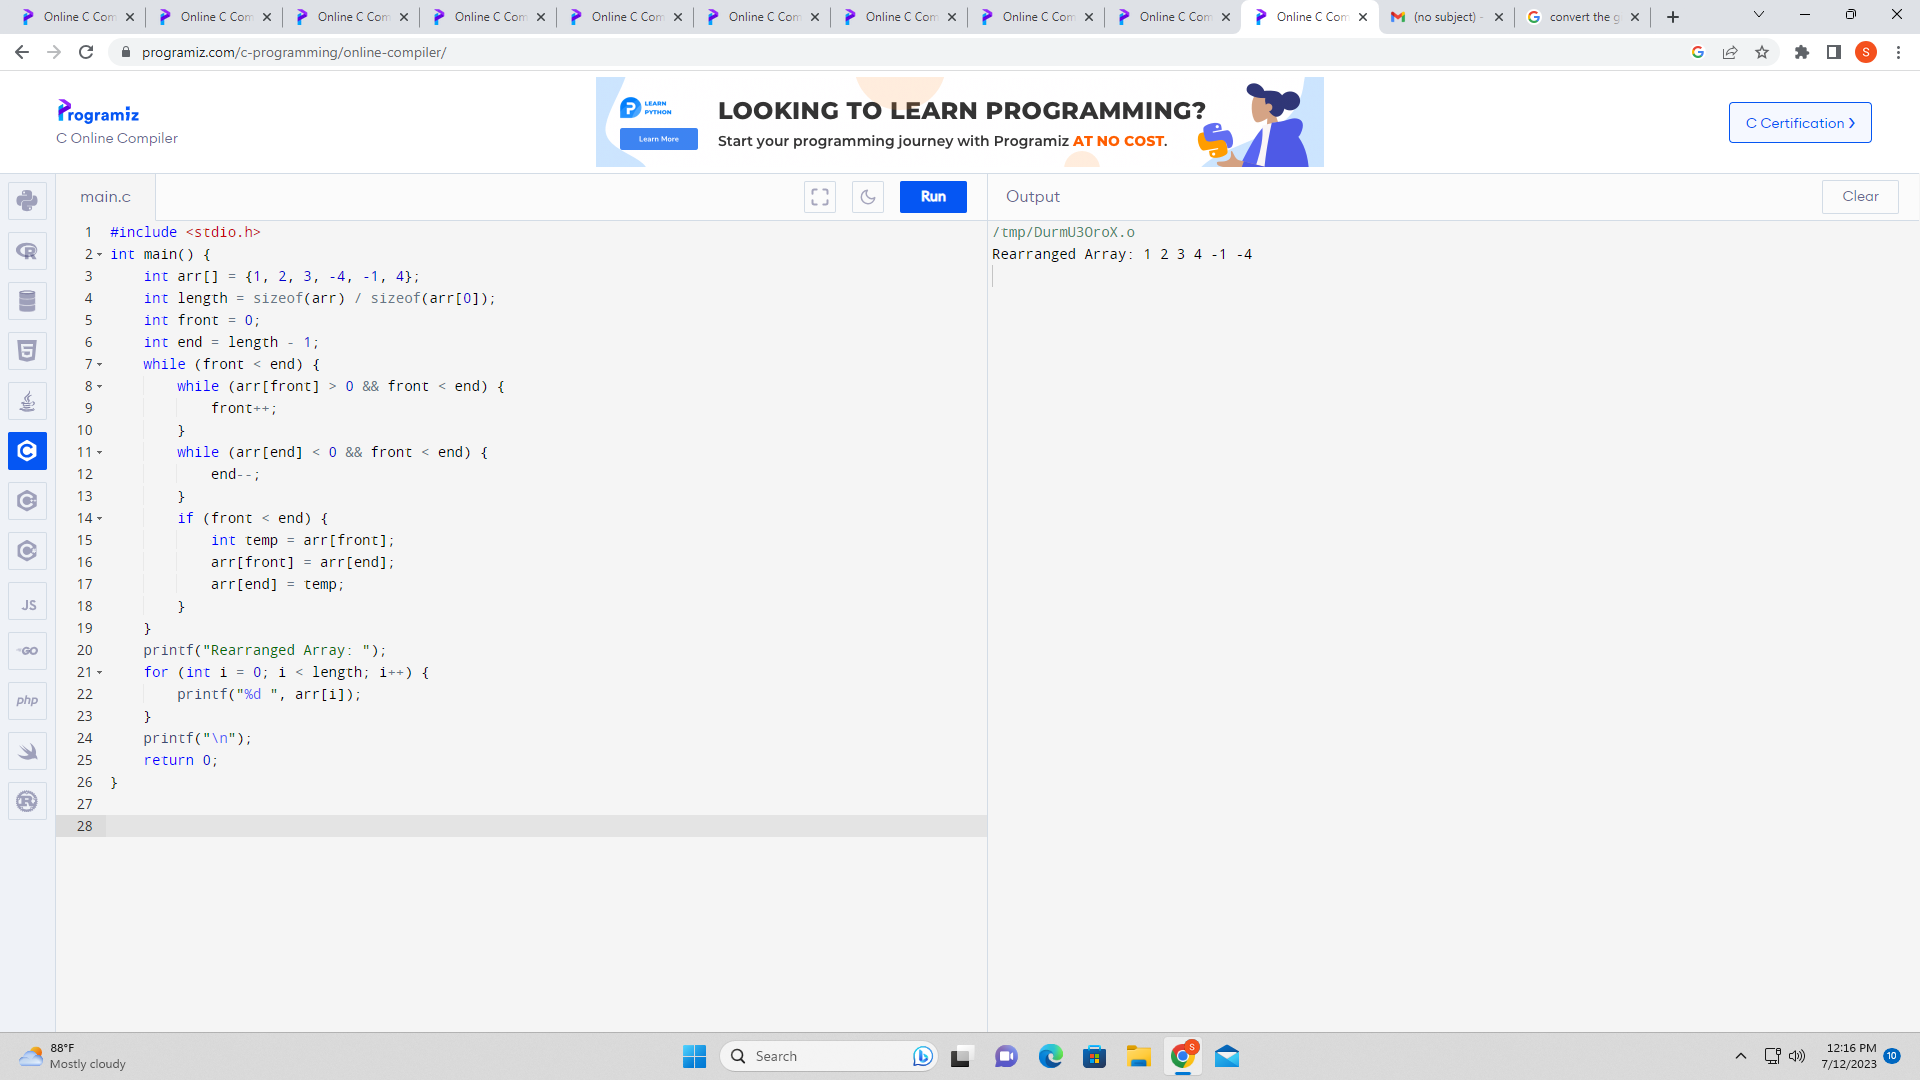 Online C Com Online C Com Online C Com Online C Com Online C Com Online C Com Online C Com Online C Com Online C Com Online C Com (no subject) - convert the g
programiz.com/c-programming/online-compiler/
S
Programiz
C Online Compiler
LEARN PYTHON
Learn More
LOOKING TO LEARN PROGRAMMING?
Start your programming journey with Programiz AT NO COST.
C Certification
main.c
Run
Output
Clear
1 #include <stdio.h>
2 int main() {
3 int arr[] = {1, 2, 3, -4, -1, 4};
4 int length = sizeof(arr) / sizeof(arr[0]);
5 int front = 0;
6 int end = length - 1;
7 while (front < end) {
8 while (arr[front] > 0 && front < end) {
9 front++;
10 }
11 while (arr[end] < 0 && front < end) {
12 end--;
13 }
14 if (front < end) {
15 int temp = arr[front];
16 arr[front] = arr[end];
17 arr[end] = temp;
18 }
19 }
20 printf("Rearranged Array: ");
21 for (int i = 0; i < length; i++) {
22 printf("%d ", arr[i]);
23 }
24 printf("\n");
25 return 0;
26 }
27
28
/tmp/DurmU3OroX.o
Rearranged Array: 1 2 3 4 -1 -4
JS
GO
php
88°F
Mostly cloudy
Search
S
12:16 PM
7/12/2023
10